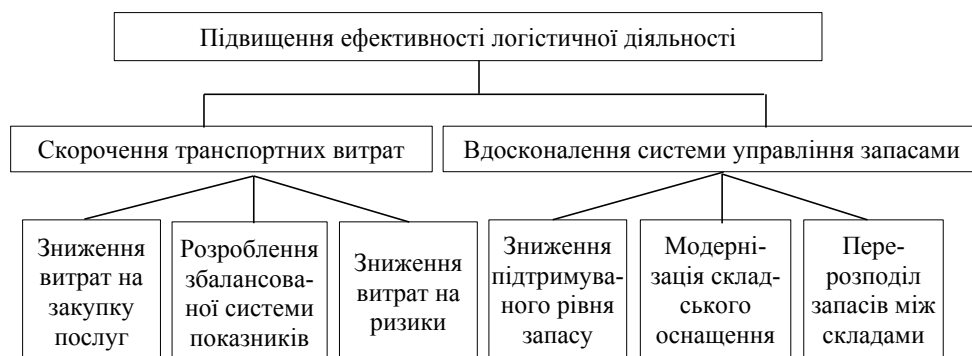 Підвищення ефективності логістичної діяльності
Скорочення транспортних витрат
Вдосконалення системи управління запасами
Зниження
витрат на
закупку
послуг
Розроблення
збалансова-
ної системи
показників
Зниження
витрат на
ризики
Зниження
підтримува-
ного рівня
запасу
Модерні-
зація склад-
ського
оснащення
Пере-
розподіл
запасів між
складами